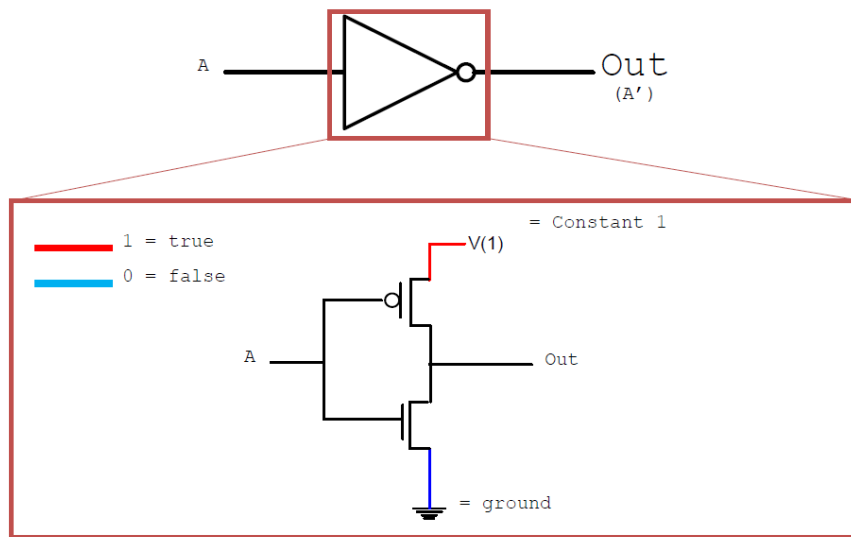 A
Out
(A’)
= Constant 1
1 = true
V(1)
0 = false
A
Out
= ground